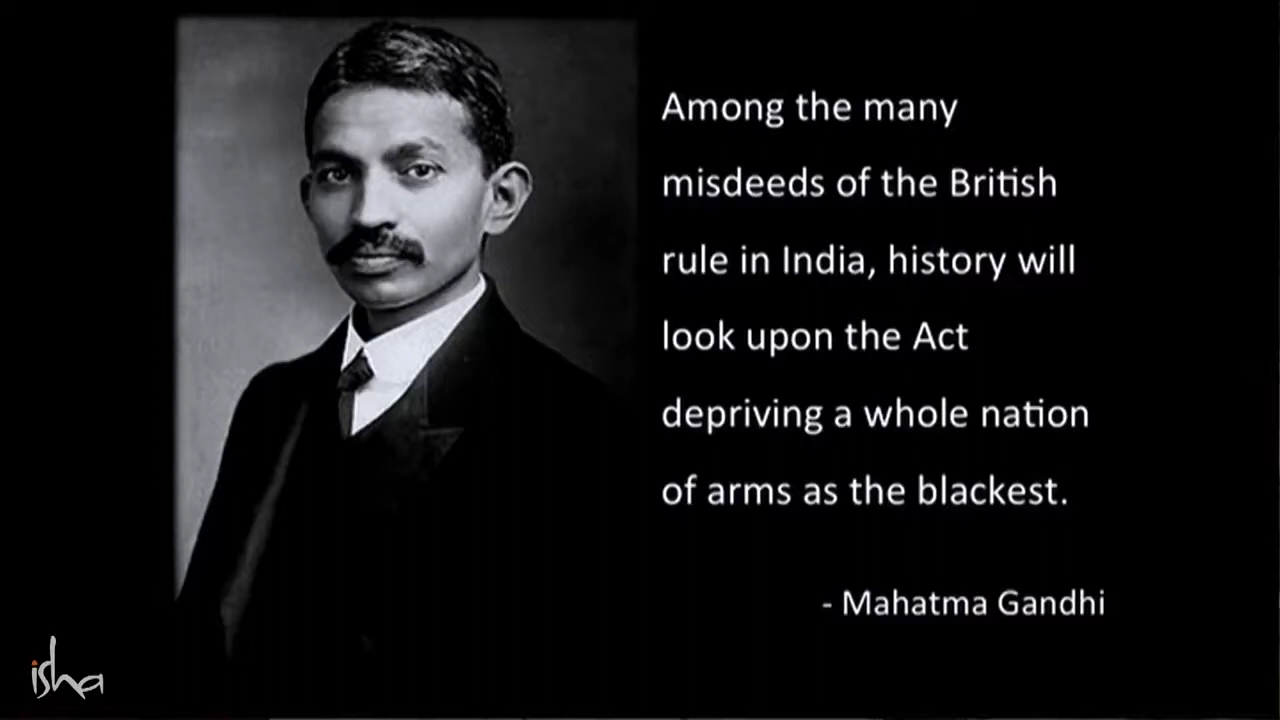 Among the many
misdeeds of the British
rule in India, history will
look upon the Act
depriving a whole nation
of arms as the blackest.
- Mahatma Gandhi
isha